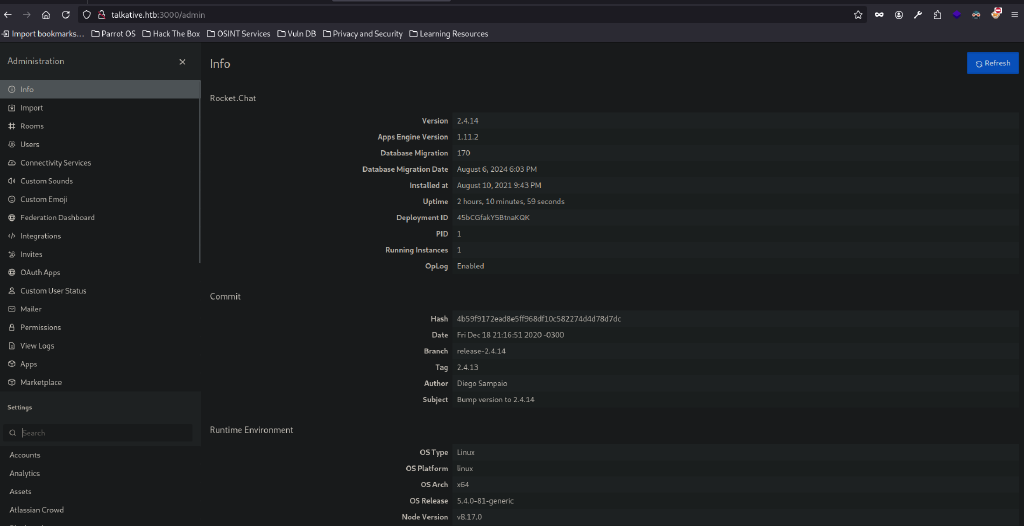 talkative.htb:3000/admin
Import bookmarks... Parrot OS Hack The Box OSINT Services Vuln DB Privacy and Security Learning Resources
Administration
Info
Import
Rooms
Users
Connectivity Services
Custom Sounds
Custom Emoji
Federation Dashboard
Integrations
Invites
OAuth Apps
Custom User Status
Mailer
Permissions
View Logs
Apps
Marketplace
Settings
Search
Accounts
Analytics
Assets
Atlassian Crowd
Info
Refresh
Rocket.Chat
Version 2.4.14
Apps Engine Version 1.11.2
Database Migration 170
Database Migration Date August 6, 2024 6:03 PM
Installed at August 10, 2021 9:43 PM
Uptime 2 hours, 10 minutes, 59 seconds
Deployment ID
PID 1
Running Instances 1
OpLog Enabled
Commit
Hash 4b59f9172ead8e5ff968df10c582274d4d78d7dc
Date Fri Dec 18 21:16:51 2020 -0300
Branch release-2.4.14
Tag 2.4.13
Author Diego Sampaio
Subject Bump version to 2.4.14
Runtime Environment
OS Type Linux
OS Platform linux
OS Arch x64
OS Release 5.4.0-81-generic
Node Version v8.17.0